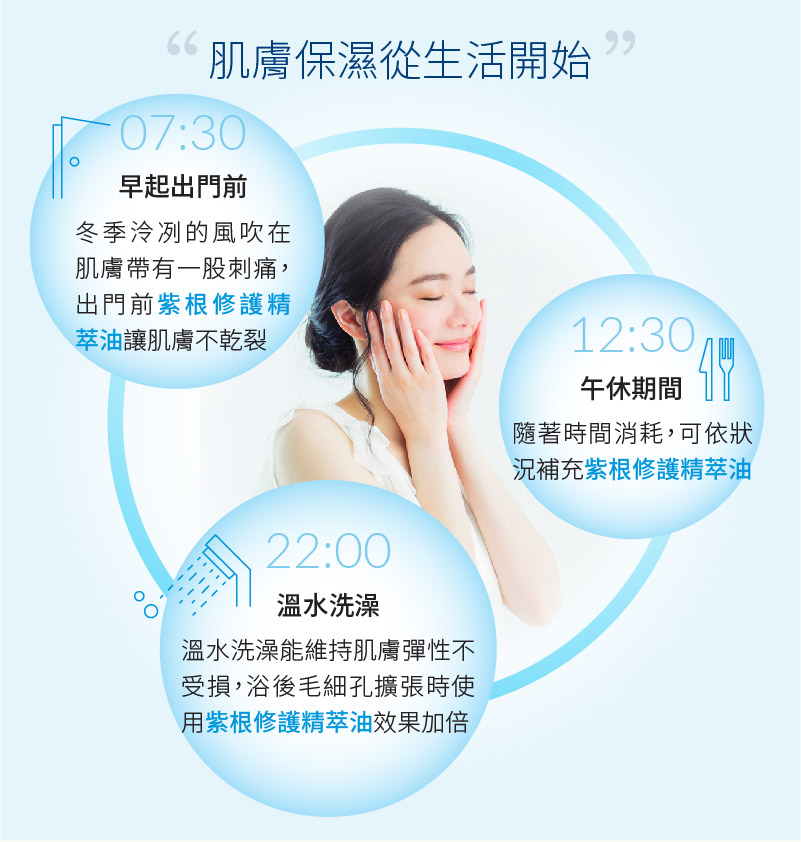 “肌膚保濕從生活開始”
07:30
早起出門前
冬季泠冽的風吹在
肌膚帶有一股刺痛，
出門前紫根修護精
萃油讓肌膚不乾裂
12:30
午休期間
隨著時間消耗，可依狀
況補充紫根修護精萃油
22:00
溫水洗澡
溫水洗澡能維持肌膚彈性不
受損，浴後毛細孔擴張時使
用紫根修護精萃油效果加倍